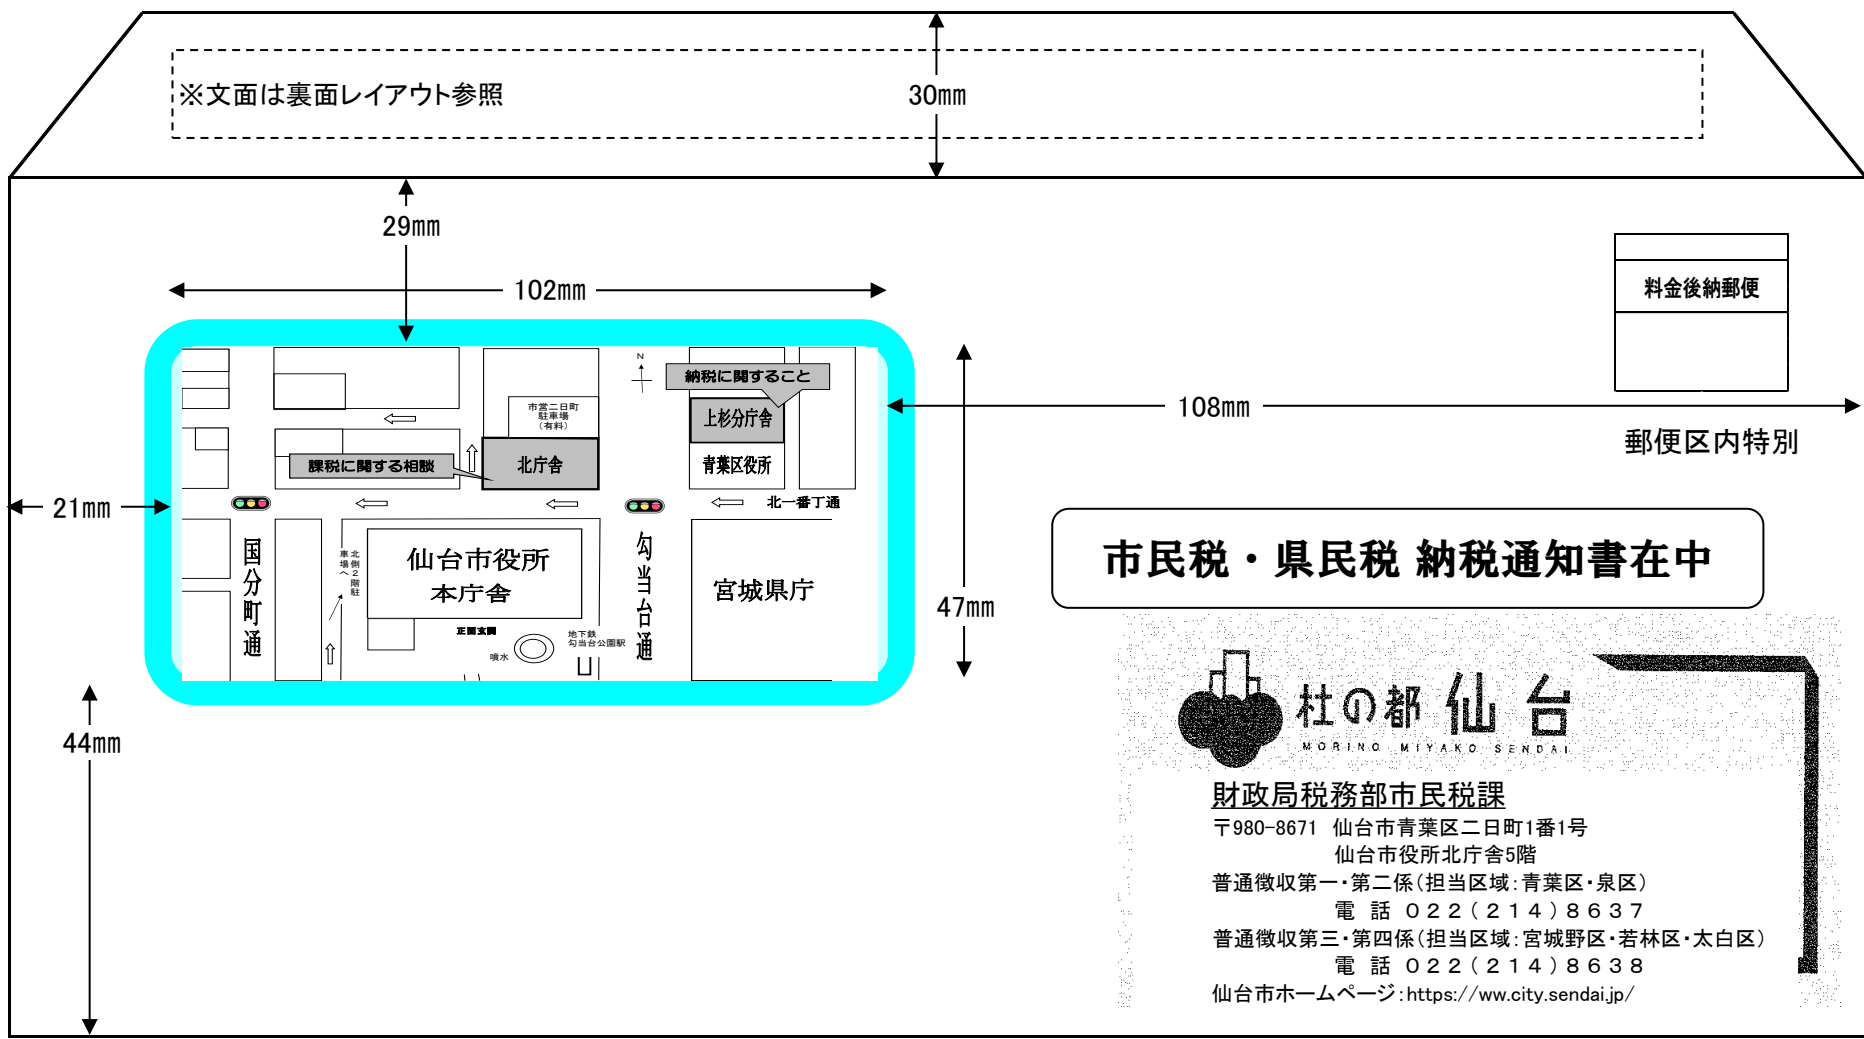 ※文面は裏面レイアウト参照
30mm
29mm
102mm
料金後納郵便
108mm
郵便区内特別
N
納税に関すること
市営二日町
駐車場
(有料)
上杉分庁舎
課税に関する相談
北庁舎
青葉区役所
21mm
北一番丁通
国分町通
北側2階駐
車場へ
仙台市役所
本庁舎
勾当台通
宮城県庁
47mm
正面玄関
噴水
地下鉄
勾当台公園駅
44mm
市民税・県民税 納税通知書在中
杜の都 仙台
MORINO MIYAKO SENDAI
財政局税務部市民税課
〒980-8671 仙台市青葉区二日町1番1号
仙台市役所北庁舎5階
普通徴収第一・第二係(担当区域:青葉区・泉区)
電 話 022(214)8637
普通徴収第三・第四係(担当区域:宮城野区・若林区・太白区)
電 話 022(214)8638
仙台市ホームページ:https://ww.city.sendai.jp/